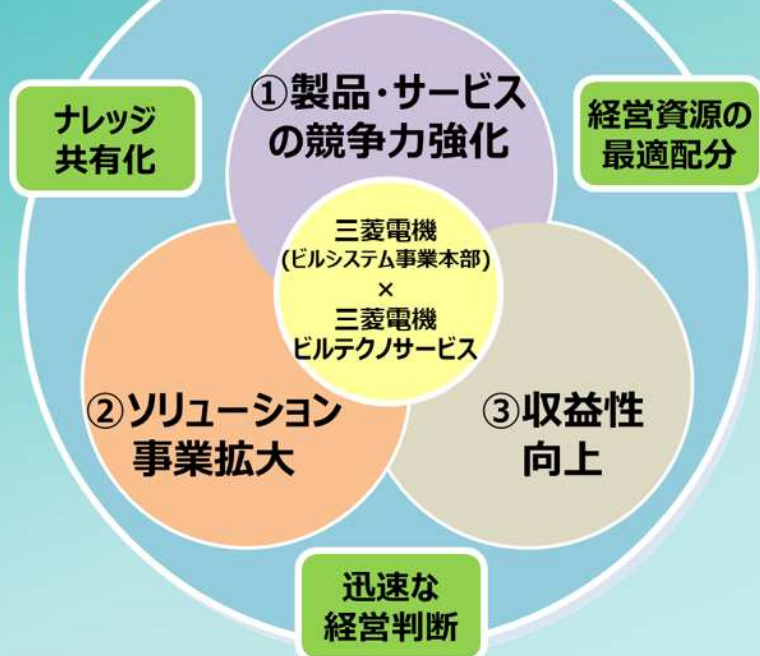 ①製品・サービス
の競争力強化
ナレッジ
共有化
経営資源の
最適配分
三菱電機
(ビルシステム事業本部)
×
三菱電機
ビルテクノサービス
②ソリューション
事業拡大
③収益性
向上
迅速な
経営判断